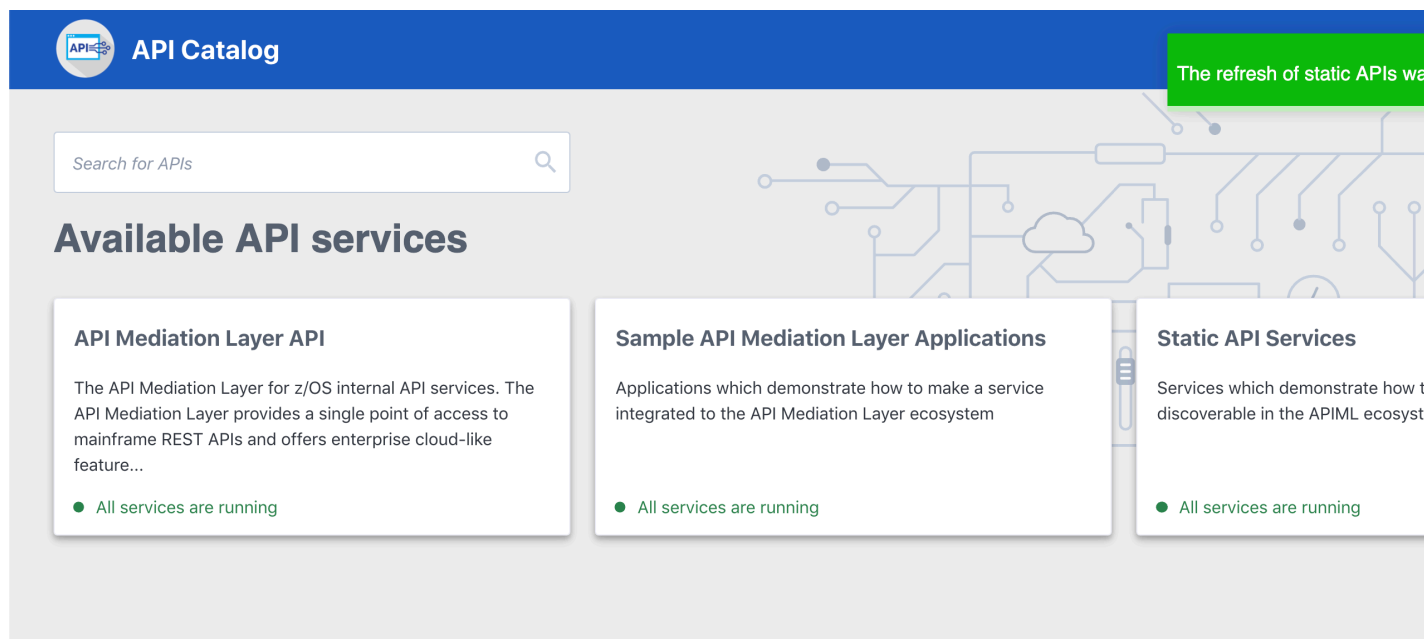 API
API Catalog
The refresh of static APIs
Search for APIs
Available API services
API Mediation Layer API
The API Mediation Layer for z/OS internal API services. The
API Mediation Layer provides a single point of access to
mainframe REST APIs and offers enterprise cloud-like
feature...
All services are running
Sample API Mediation Layer Applications
Applications which demonstrate how to make a service
integrated to the API Mediation Layer ecosystem
All services are running
Static API Services
Services which demonstrate how
discoverable in the APIML
All services are running